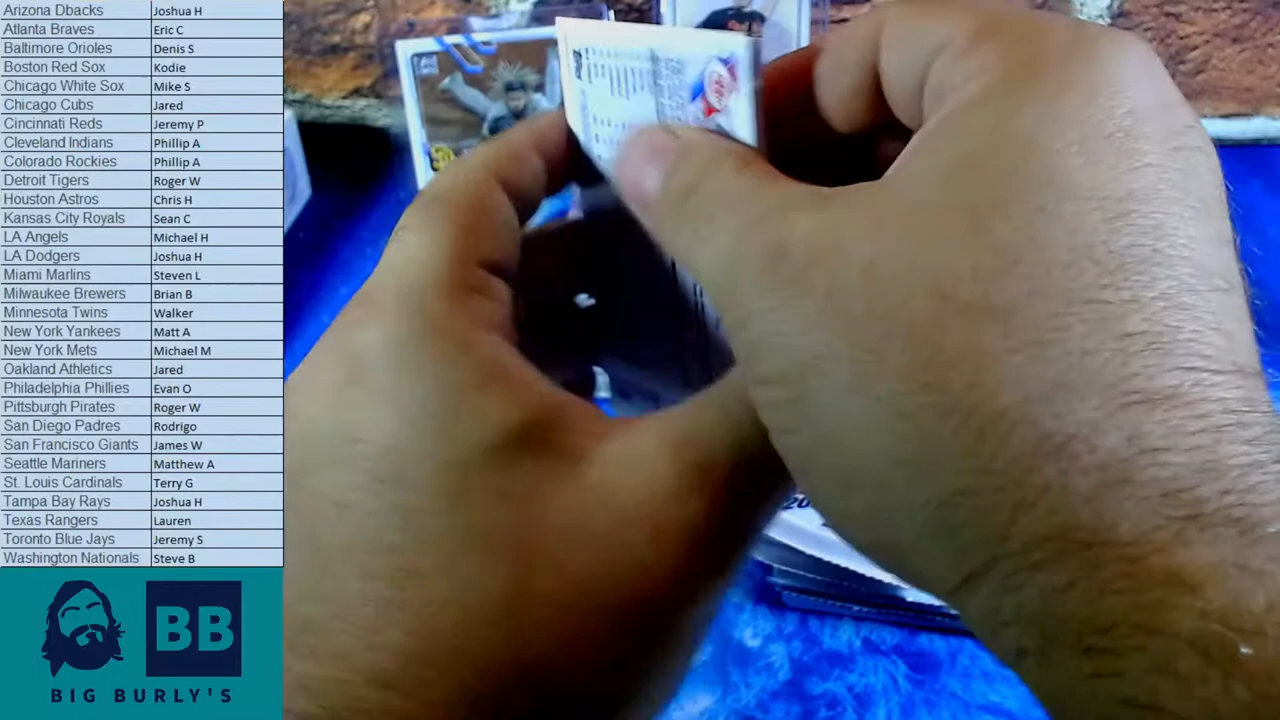 Arizona Dbacks Joshua H
Atlanta Braves Eric C
Baltimore Orioles Denis S
Boston Red Sox Kodie
Chicago White Sox Mike S
Chicago Cubs Jared
Cincinnati Reds Jeremy P
Cleveland Indians Phillip A
Colorado Rockies Phillip A
Detroit Tigers Roger W
Houston Astros Chris H
Kansas City Royals Sean C
LA Angels Michael H
LA Dodgers Joshua H
Miami Marlins Steven L
Milwaukee Brewers Brian B
Minnesota Twins Walker
New York Yankees Matt A
New York Mets Michael M
Oakland Athletics Jared
Philadelphia Phillies Evan O
Pittsburgh Pirates Roger W
San Diego Padres Rodrigo
San Francisco Giants James W
Seattle Mariners Matthew A
St. Louis Cardinals Terry G
Tampa Bay Rays Joshua H
Texas Rangers Lauren
Toronto Blue Jays Jeremy S
Washington Nationals Steve B
BB
BIG BURLY'S
Topps
20